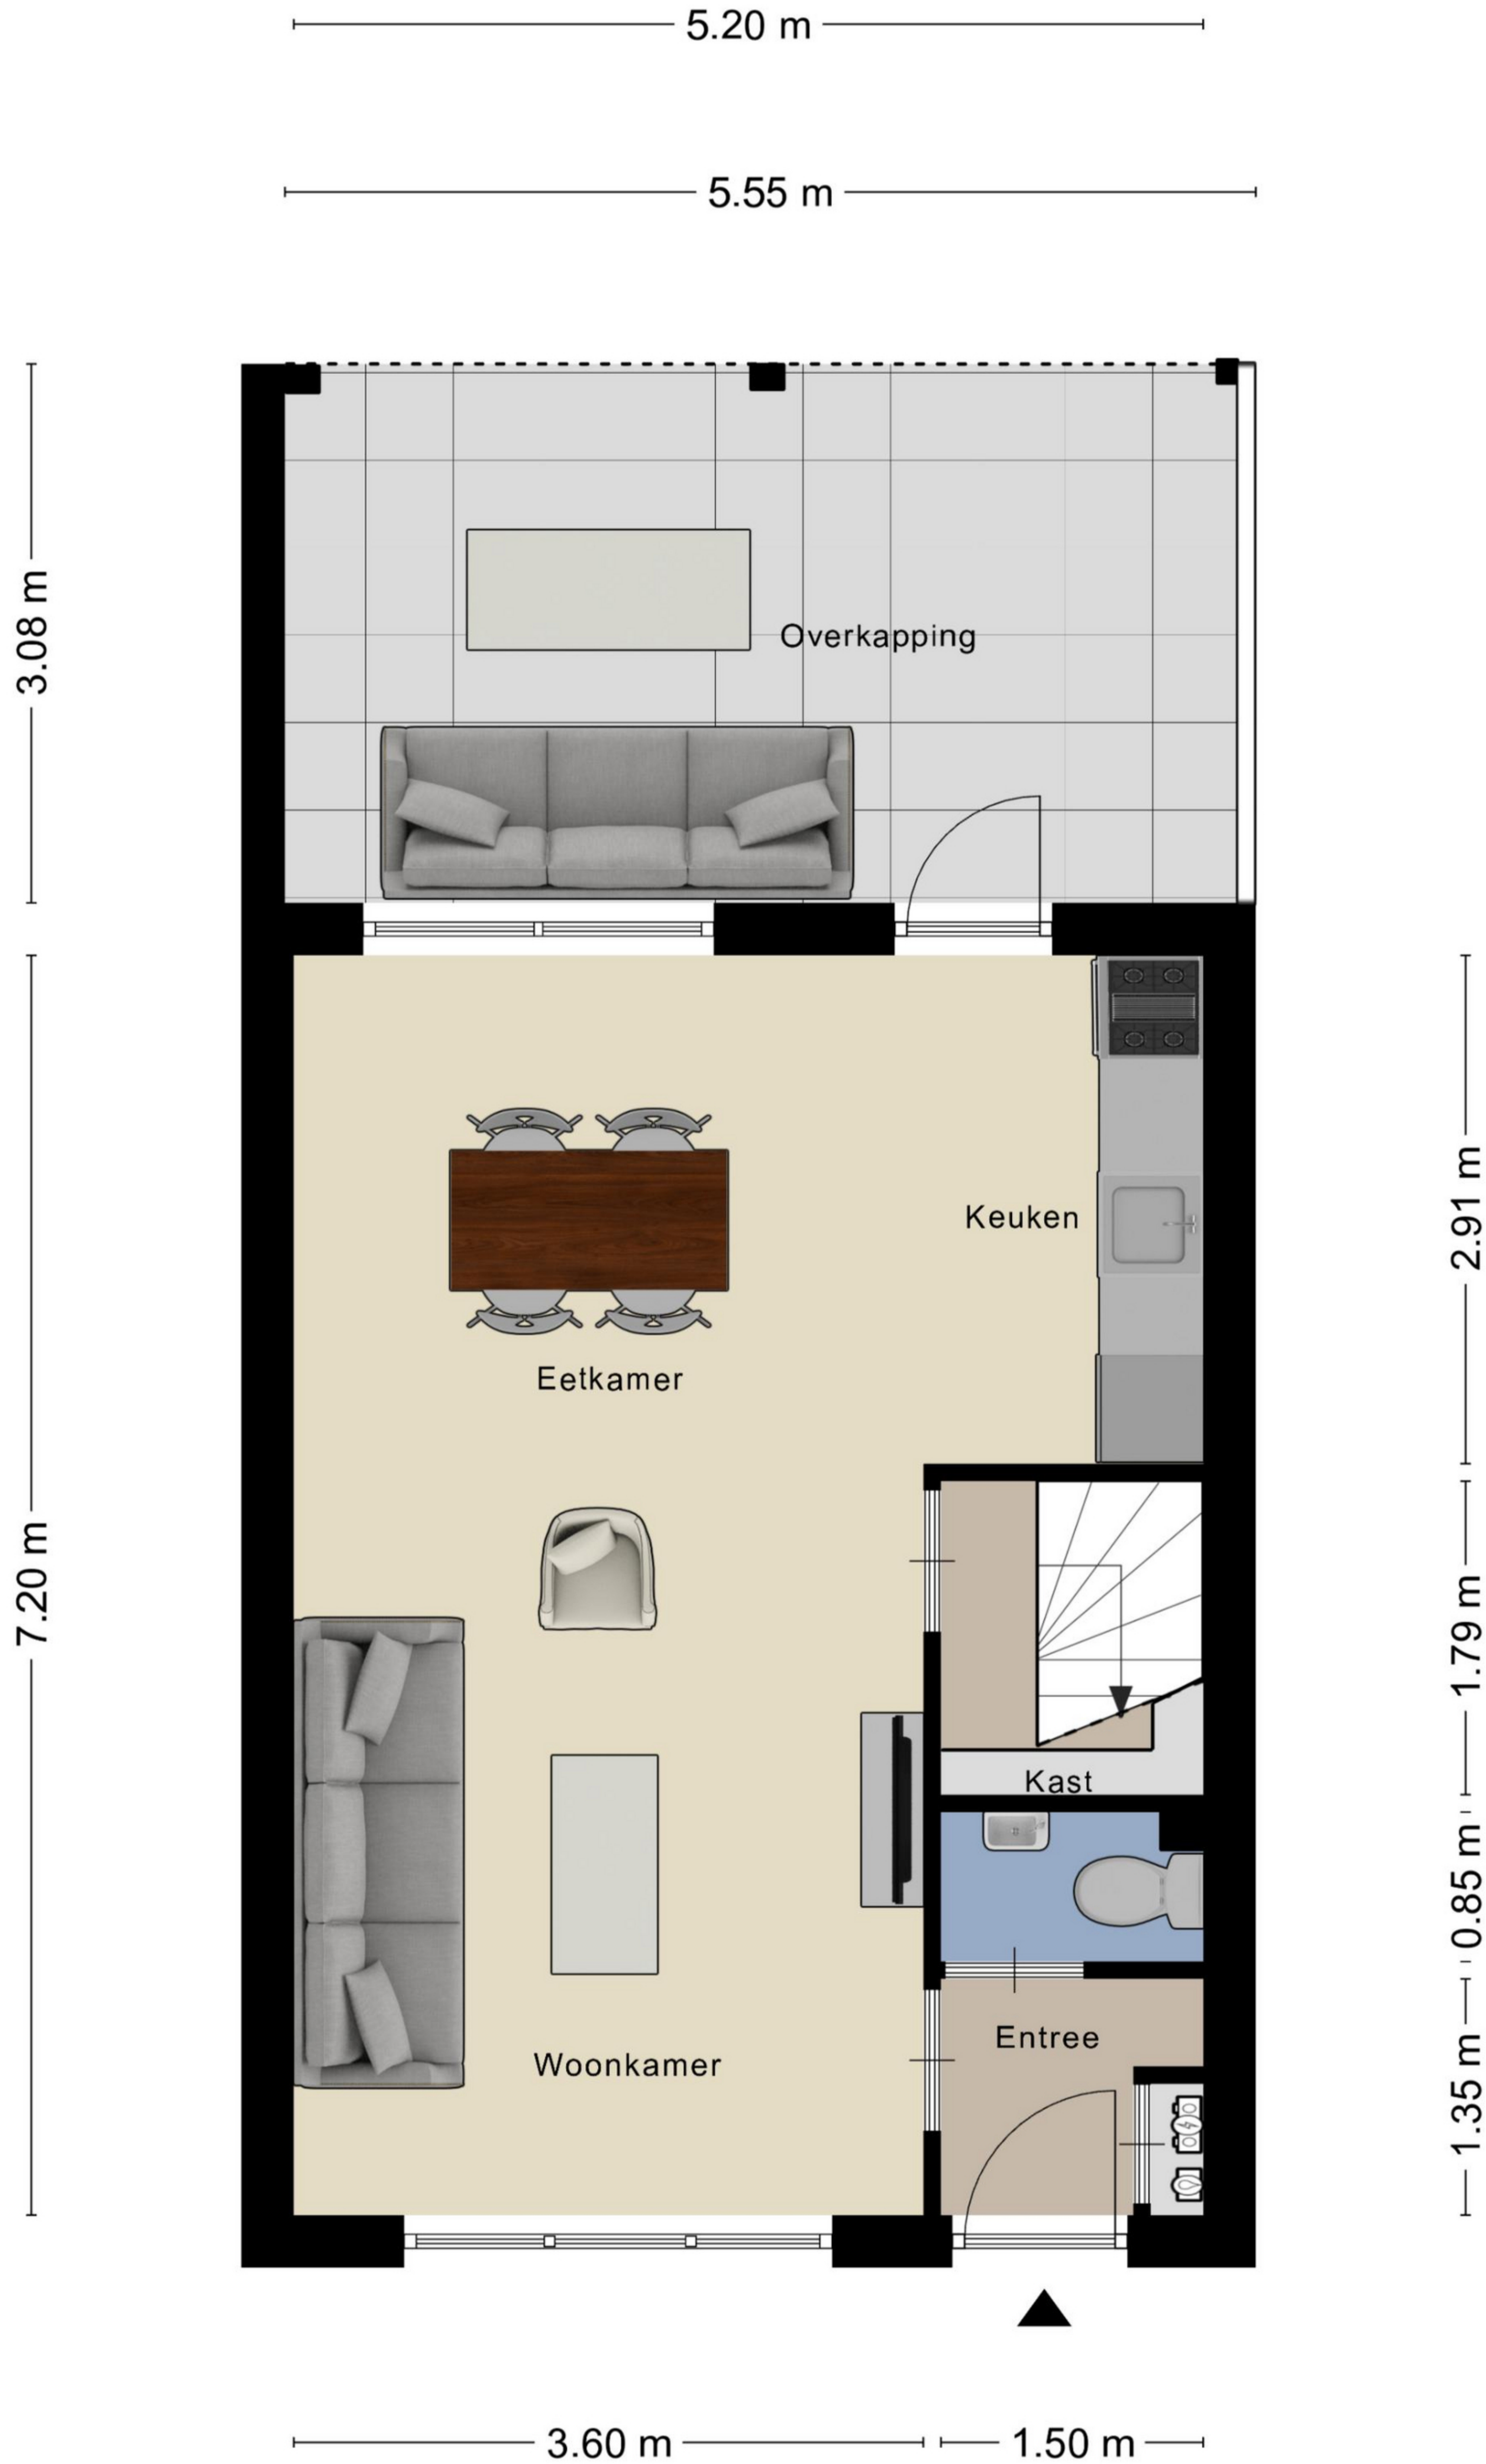 5.20 m
5.55 m
3.08 m
Overkapping
2.91 m
Keuken
Eetkamer
7.20 m
1.79 m
Kast
0.85 m
Entree
Woonkamer
1.35 m
3.60 m
1.50 m